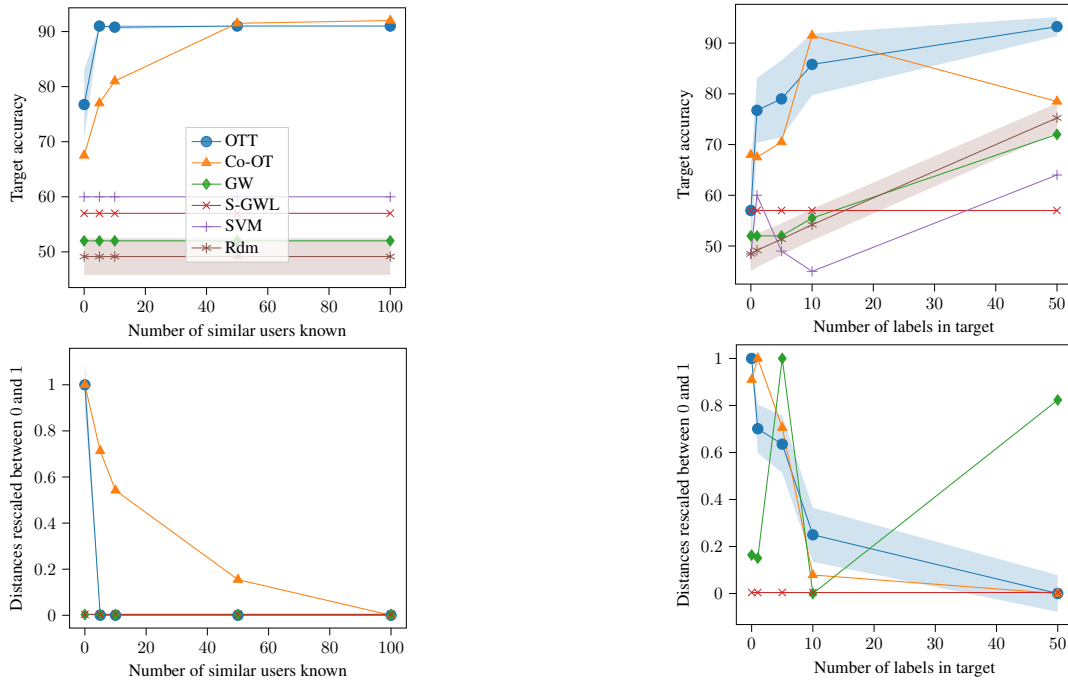 90
80
70
60
50
Target accuracy
OTT
Co-OT
GW
S-GWL
SVM
Rdm
0 20 40 60 80 100
Number of similar users known
90
80
70
60
50
Target accuracy
0 10 20 30 40 50
Number of labels in target
1
0.8
0.6
0.4
0.2
0
Distances rescaled between 0 and 1
0 20 40 60 80 100
Number of similar users known
1
0.8
0.6
0.4
0.2
0
Distances rescaled between 0 and 1
0 10 20 30 40 50
Number of labels in target